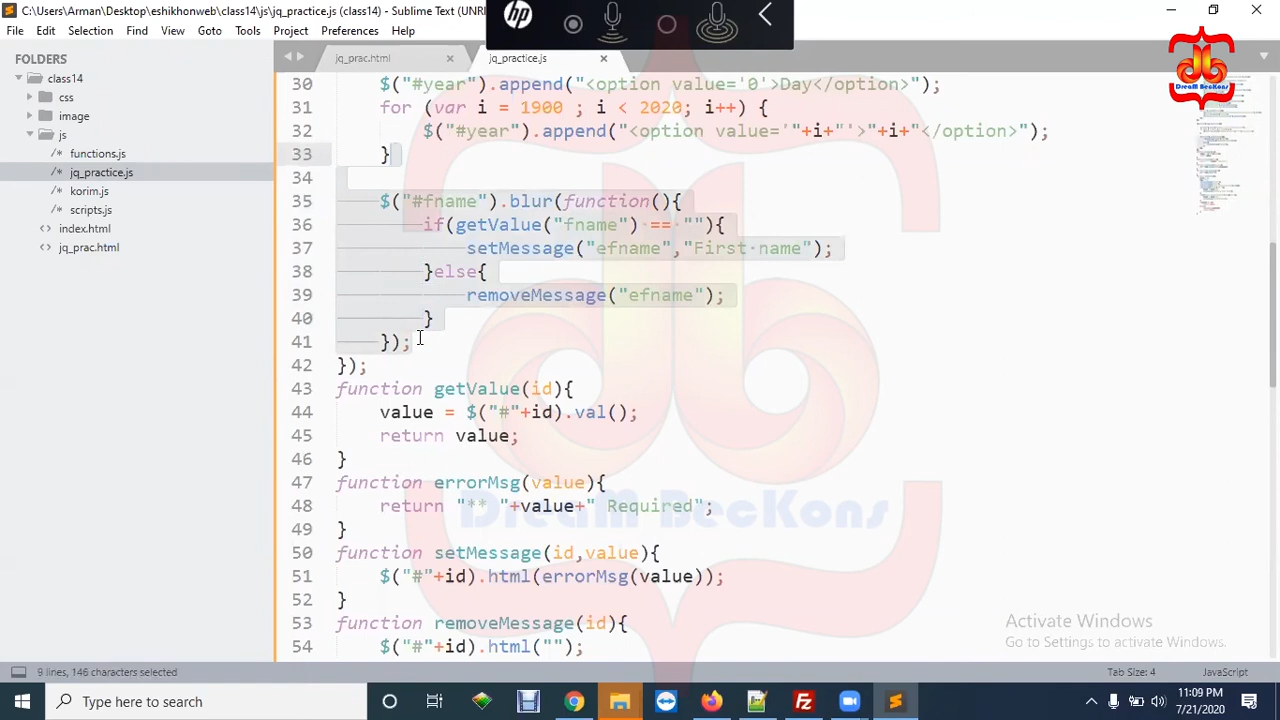 C:\Users\Arman\Desktop\eshikhonweb\class14\js\jq_practice.js (class14) - Sublime Text (UNRE
hp
File Edit Selection Find View Goto Tools Project Preferences Help
FOLDERS
class14
css
image
js
functions.js
jq_practice.js
korim.js
scripts.js
index.html
jq_prac.html
jq_prac.html
jq_practice.js
30 $("#year").append("<option value='0'>Day</option>");
31 for (var i = 1900 ; i < 2020; i++) {
32 $("#year").append("<option value='"+i+"'>"+i+"</option>");
33 }
34
35 $("#fname").blur(function(){
36 if(getValue("fname") == ""){
37 setMessage("efname","First name");
38 }else{
39 removeMessage("efname");
40 }
41 });
42 });
43 function getValue(id){
44 value = $("#"+id).val();
45 return value;
46 }
47 function errorMsg(value){
48 return "** "+value+" Required";
49 }
50 function setMessage(id,value){
51 $("#"+id).html(errorMsg(value));
52 }
53 function removeMessage(id){
54 $("#"+id).html("");
DreaM BecKons
DreaM BecKons
Activate Windows
Go to Settings to activate Windows.
9 lines, 146 characters selected
Tab Size: 4
JavaScript
Type here to search
11:09 PM
7/21/2020